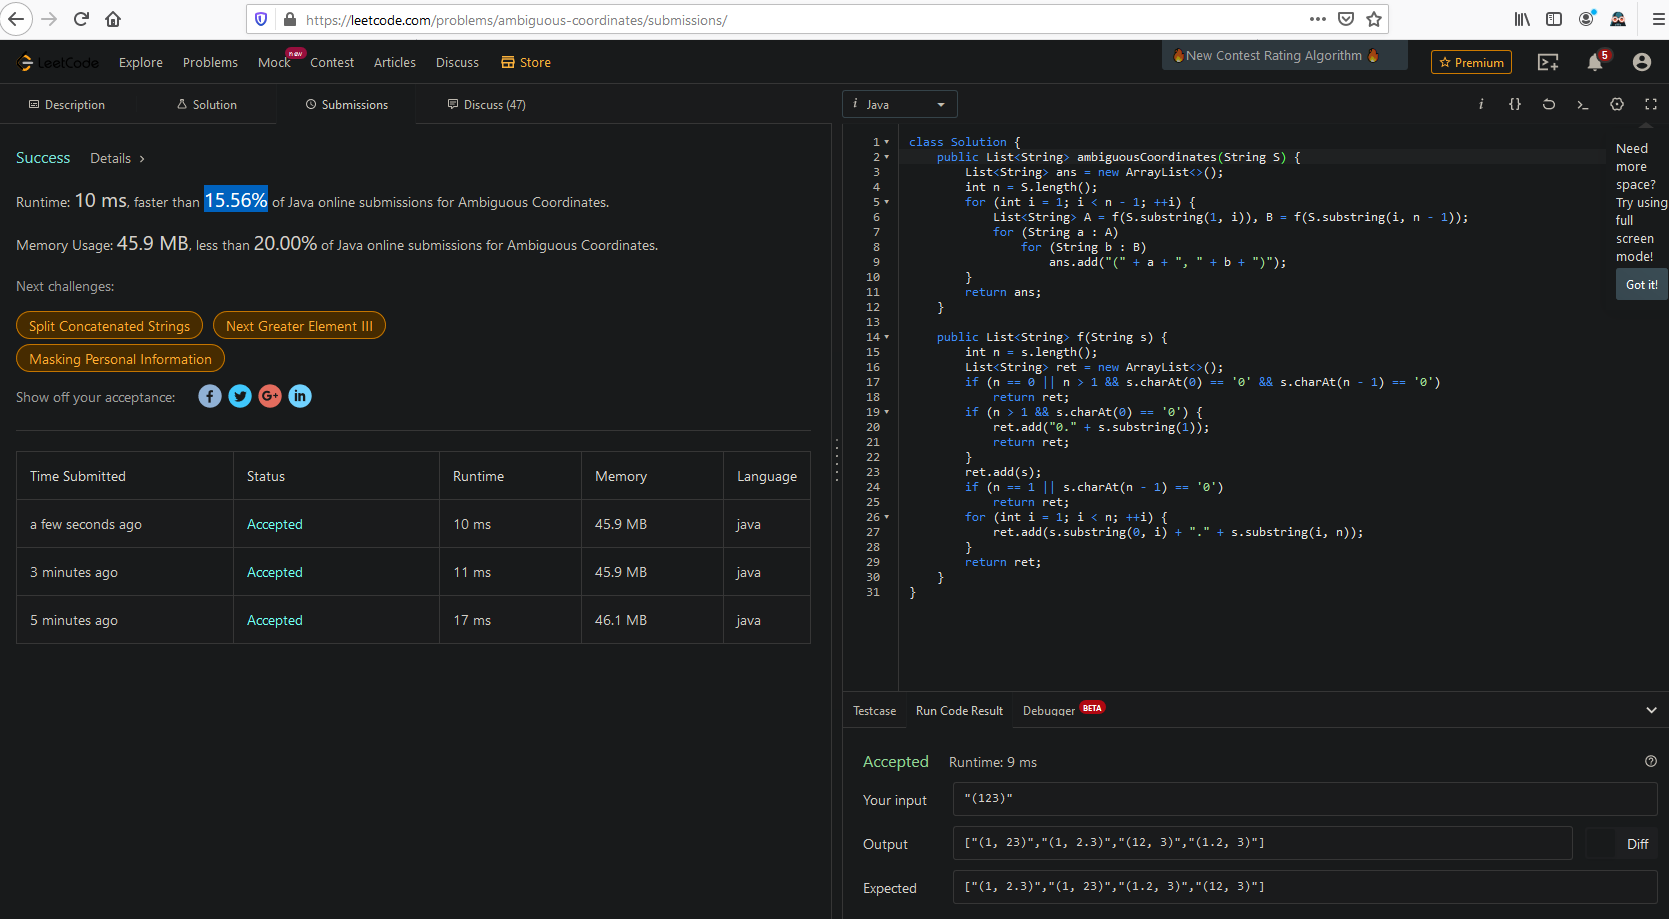 https://leetcode.com/problems/ambiguous-coordinates/submissions/
LeetCode
Explore
Problems
Mock
new
Contest
Articles
Discuss
Store
New Contest Rating Algorithm
Premium
5
Description
Solution
Submissions
Discuss (47)
Success
Details >
Runtime: 10 ms, faster than 15.56% of Java online submissions for Ambiguous Coordinates.
Memory Usage: 45.9 MB, less than 20.00% of Java online submissions for Ambiguous Coordinates.
Next challenges:
Split Concatenated Strings
Next Greater Element III
Masking Personal Information
Show off your acceptance:
Time Submitted Status Runtime Memory Language
a few seconds ago Accepted 10 ms 45.9 MB java
3 minutes ago Accepted 11 ms 45.9 MB java
5 minutes ago Accepted 17 ms 46.1 MB java
i Java
i {}
1 class Solution {
2     public List<String> ambiguousCoordinates(String S) {
3         List<String> ans = new ArrayList<>();
4         int n = S.length();
5         for (int i = 1; i < n - 1; ++i) {
6             List<String> A = f(S.substring(1, i)), B = f(S.substring(i, n - 1));
7             for (String a : A)
8                 for (String b : B)
9                     ans.add("(" + a + ", " + b + ")");
10         }
11         return ans;
12     }
13
14     public List<String> f(String s) {
15         int n = s.length();
16         List<String> ret = new ArrayList<>();
17         if (n == 0 || n > 1 && s.charAt(0) == '0' && s.charAt(n - 1) == '0')
18             return ret;
19         if (n > 1 && s.charAt(0) == '0') {
20             ret.add("0." + s.substring(1));
21             return ret;
22         }
23         ret.add(s);
24         if (n == 1 || s.charAt(n - 1) == '0')
25             return ret;
26         for (int i = 1; i < n; ++i) {
27             ret.add(s.substring(0, i) + "." + s.substring(i, n));
28         }
29         return ret;
30     }
31 }
Need
more
space?
Try using
full
screen
mode!
Got it!
Testcase
Run Code Result
Debugger
BETA
Accepted
Runtime: 9 ms
Your input
"(123)"
Output
["(1, 23)","(1, 2.3)","(12, 3)","(1.2, 3)"]
Diff
Expected
["(1, 2.3)","(1, 23)","(1.2, 3)","(12, 3)"]